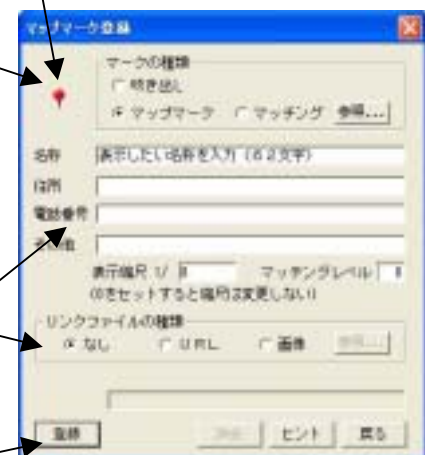 マップマーク登録
マークの種類
吹き出し
マップマーク マッチング 参照...
名称 表示したい名称を入力（62文字）
住所
電話番号
その他
表示縮尺 1/ 0 マッチングレベル 0
(0をセットすると縮尺は変更しない)
リンクファイルの種類
なし URL 画像 参照...
登録 ヒント 戻る